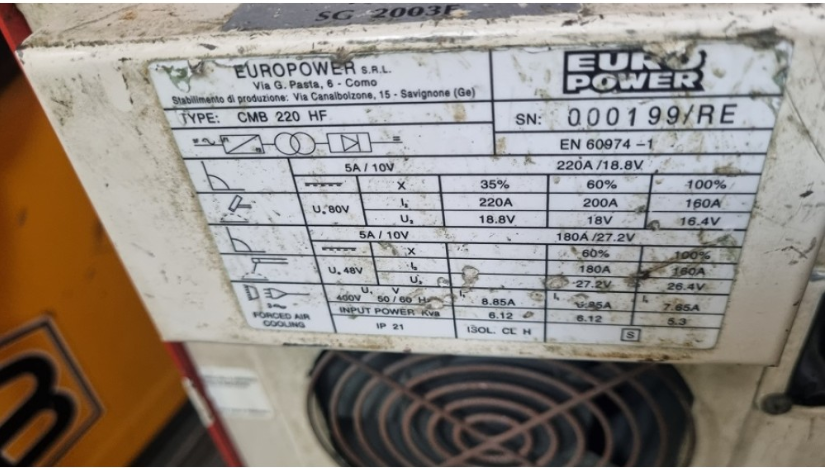 SG 2003F
EUROPOWER S.R.L.
Via G. Pasta, 6 - Como
Stabilimento di produzione: Via Canalbolzone, 15 - Savignone (Ge)
EURO
POWER
TYPE: CMB 220 HF
SN: 000199/RE
EN 60974-1
5A / 10V 220A /18.8V
X 35% 60% 100%
U₀ 80V I₂ 220A 200A 160A
U₂ 18.8V 18V 16.4V
5A / 10V 180A /27.2V
X 60% 100%
U₀ 48V I₂ 180A 160A
U₂ 27.2V 26.4V
U₁ V I₁ I₁ I₁
400V 50/60 Hz 8.85A 7.85A
INPUT POWER KVA 6.12 6.12 5.3
FORCED AIR
COOLING
IP 21 ISOL. CL H S
B